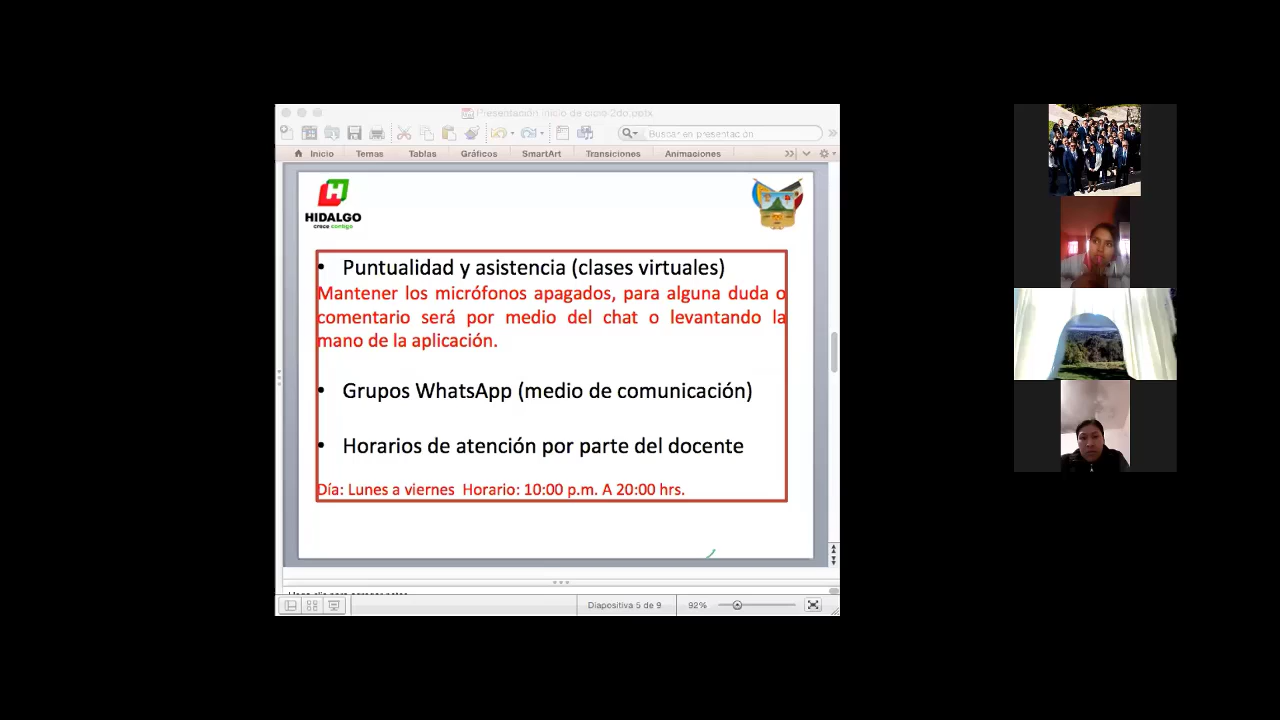 Presentación Inicio de ciclo 2do.pptx
Buscar en presentación
Inicio Temas Tablas Gráficos SmartArt Transiciones Animaciones
H
HIDALGO
crece contigo
• Puntualidad y asistencia (clases virtuales)
Mantener los micrófonos apagados, para alguna duda o
comentario será por medio del chat o levantando la
mano de la aplicación.
• Grupos WhatsApp (medio de comunicación)
• Horarios de atención por parte del docente
Día: Lunes a viernes Horario: 10:00 p.m. A 20:00 hrs.
Diapositiva 5 de 9 92%